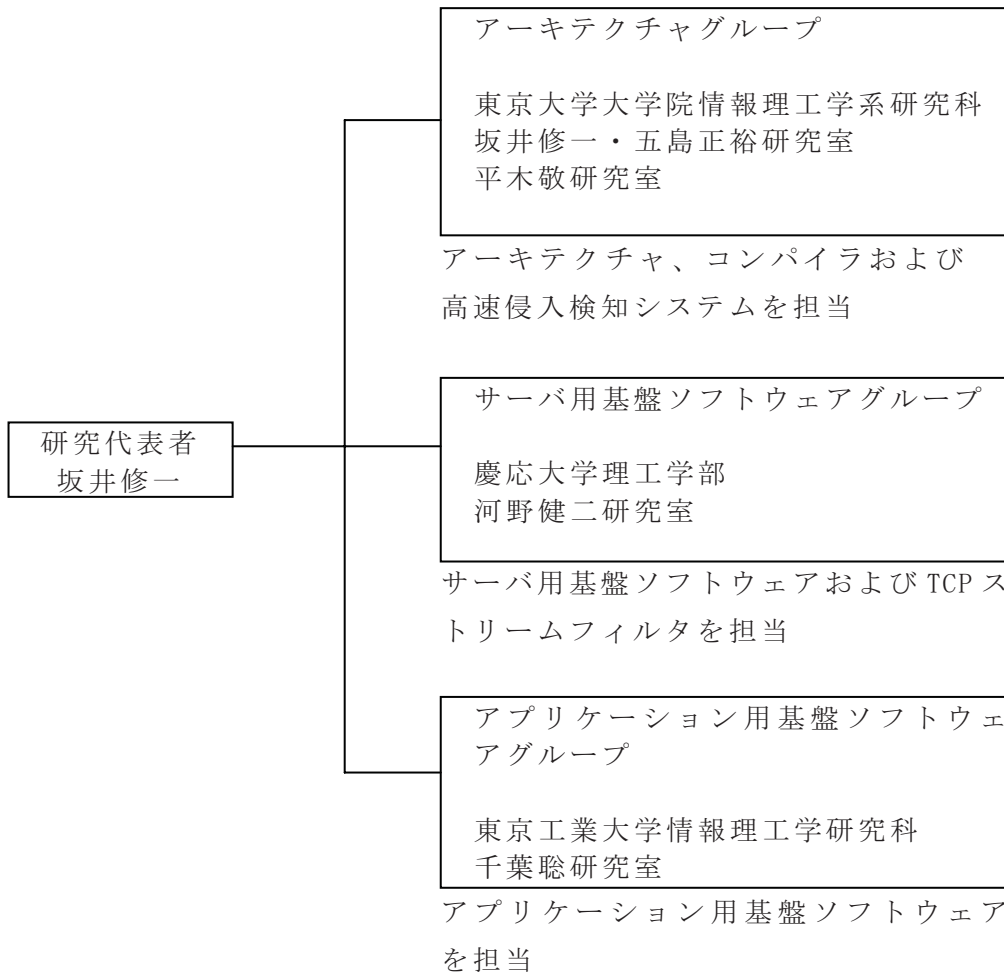 アーキテクチャグループ
東京大学大学院情報理工学系研究科
坂井修一・五島正裕研究室
平木敬研究室
アーキテクチャ、コンパイラおよび
高速侵入検知システムを担当
研究代表者
坂井修一
サーバ用基盤ソフトウェアグループ
慶応大学理工学部
河野健二研究室
サーバ用基盤ソフトウェアおよび TCP ス
トリームフィルタを担当
アプリケーション用基盤ソフトウェ
アグループ
東京工業大学情報理工学研究科
千葉聡研究室
アプリケーション用基盤ソフトウェア
を担当